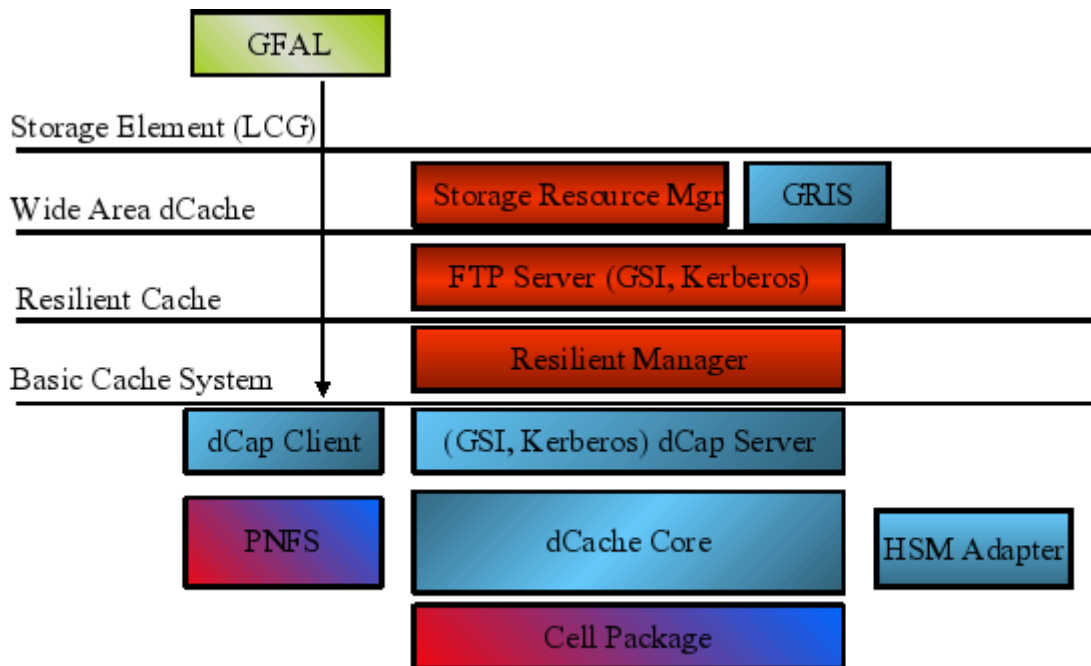 GFAL
Storage Element (LCG)
Storage Resource Mgr
GRIS
Wide Area dCache
FTP Server (GSI, Kerberos)
Resilient Cache
Resilient Manager
Basic Cache System
dCap Client
(GSI, Kerberos) dCap Server
PNFS
dCache Core
HSM Adapter
Cell Package